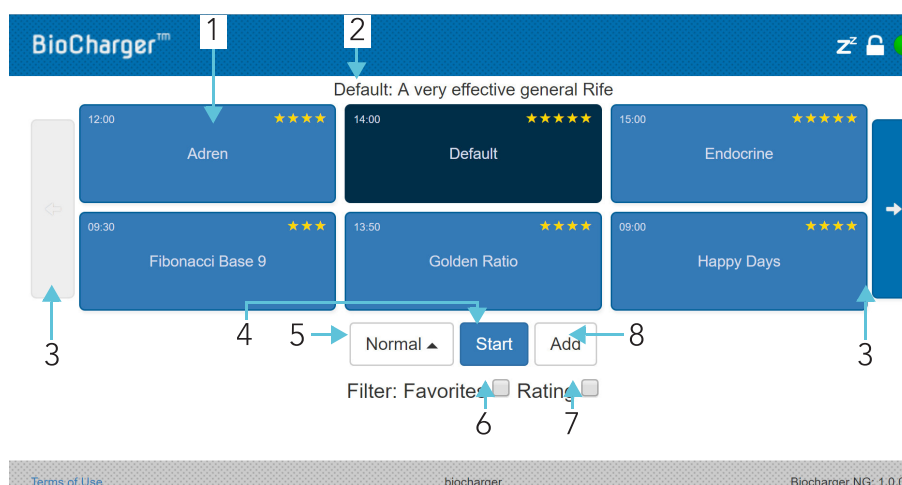 BioCharger™ 1 2 zᶻ
Default: A very effective general Rife
12:00 ★★★★ 14:00 ★★★★★ 15:00 ★★★★★
Adren Default Endocrine
09:30 ★★★ 13:50 ★★★★ 09:00 ★★★★
Fibonacci Base 9 Golden Ratio Happy Days
3 4 5 Normal Start Add 8 3
Filter: Favorites Rating
6 7
Terms of Use biocharger Biocharger NG: 1.0.0